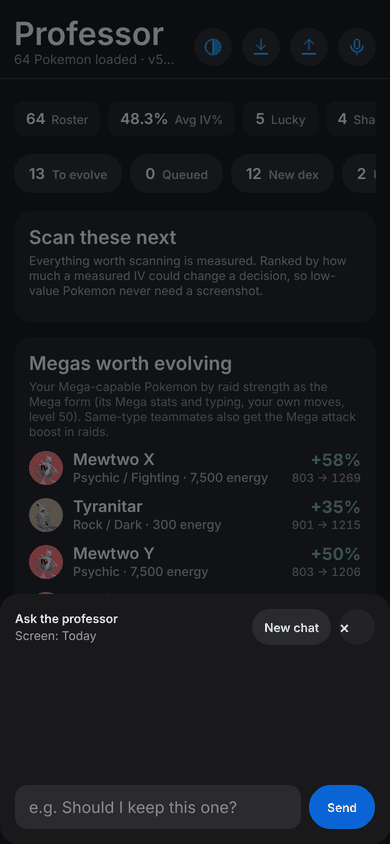 Professor
64 Pokemon loaded · v5...
64 Roster
48.3% Avg IV%
5 Lucky
4 Sha
13 To evolve
0 Queued
12 New dex
2
Scan these next
Everything worth scanning is measured. Ranked by how
much a measured IV could change a decision, so low-
value Pokemon never need a screenshot.
Megas worth evolving
Your Mega-capable Pokemon by raid strength as the
Mega form (its Mega stats and typing, your own moves,
level 50). Same-type teammates also get the Mega attack
boost in raids.
Mewtwo X
+58%
Psychic / Fighting · 7,500 energy
803 → 1269
Tyranitar
+35%
Rock / Dark · 300 energy
901 → 1215
Mewtwo Y
+50%
Psychic · 7,500 energy
803 → 1206
Ask the professor
Screen: Today
New chat
×
e.g. Should I keep this one?
Send